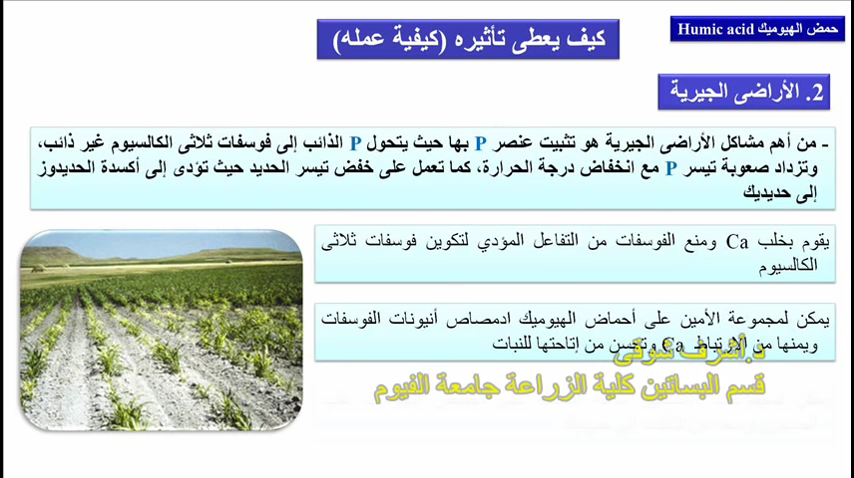 حمض الهيوميك Humic acid
كيف يعطى تأثيره (كيفية عمله)
2. الأراضى الجيرية
- من أهم مشاكل الأراضى الجيرية هو تثبيت عنصر P بها حيث يتحول P الذائب إلى فوسفات ثلاثى الكالسيوم غير ذائب،
وتزداد صعوبة تيسر P مع انخفاض درجة الحرارة، كما تعمل على خفض تيسر الحديد حيث تؤدى إلى أكسدة الحديدوز
إلى حديديك
يقوم بخلب Ca ومنع الفوسفات من التفاعل المؤدي لتكوين فوسفات ثلاثى
الكالسيوم
يمكن لمجموعة الأمين على أحماض الهيوميك ادمصاص أنيونات الفوسفات
ويمنها من الارتباط Ca وتحسن من إتاحتها للنبات
د.أشرف شوقى
قسم البساتين كلية الزراعة جامعة الفيوم